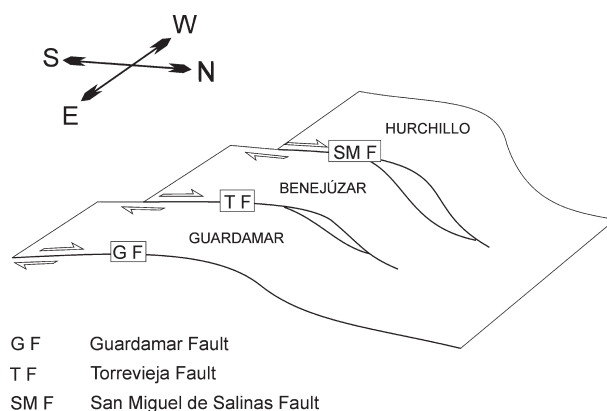 W
S
N
E
HURCHILLO
SM F
BENEJÚZAR
T F
GUARDAMAR
G F
G F Guardamar Fault
T F Torrevieja Fault
SM F San Miguel de Salinas Fault